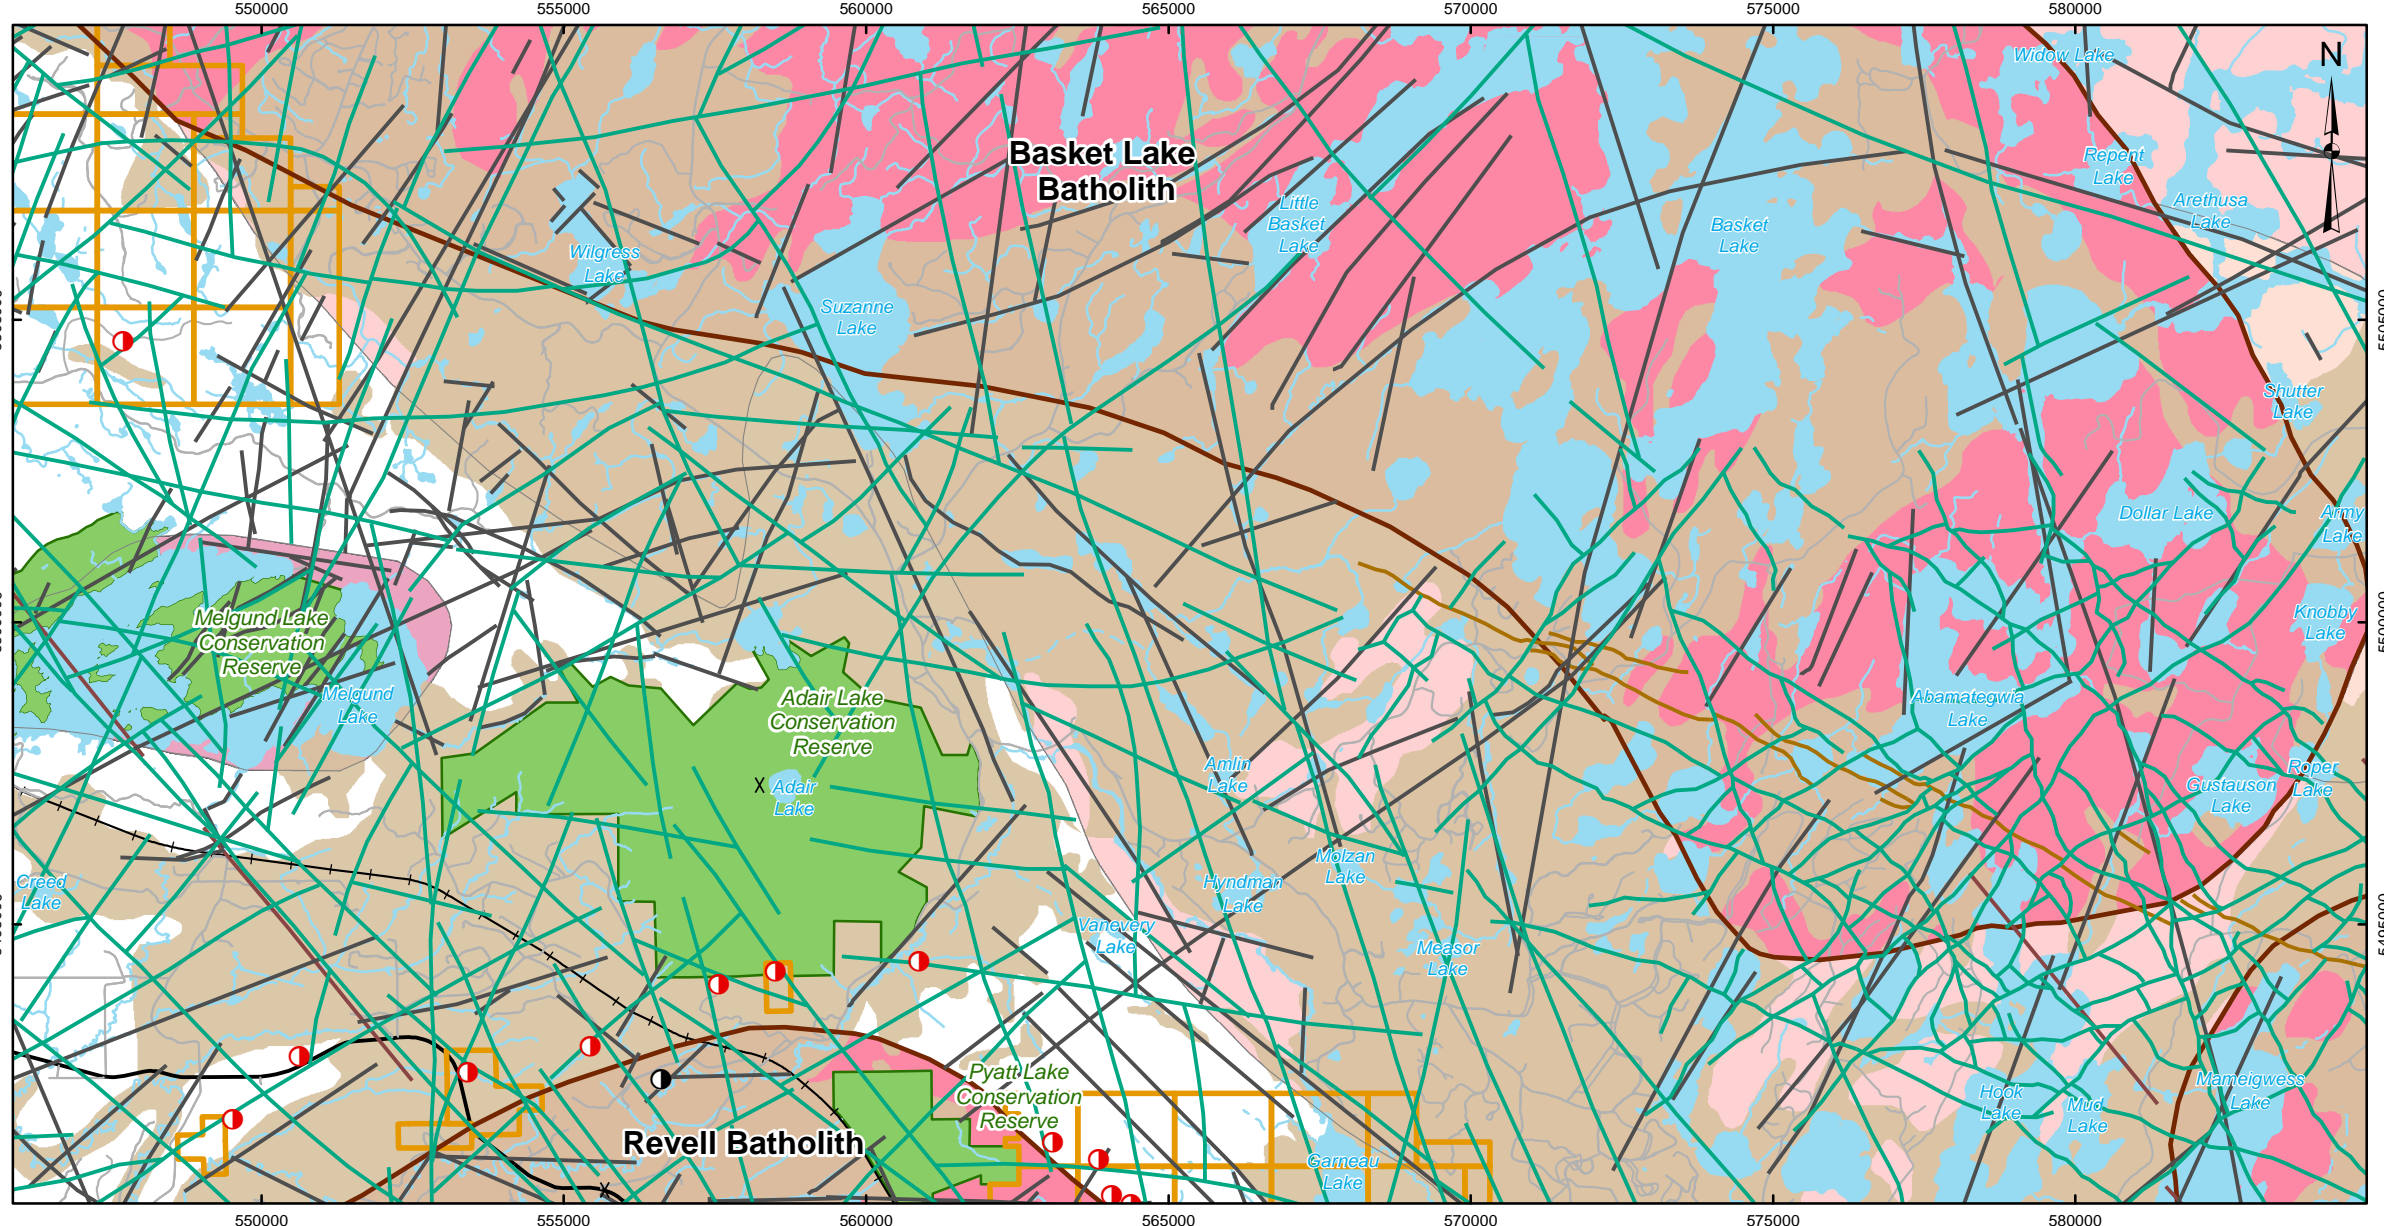 550000
555000
560000
565000
570000
575000
580000
N
Widow Lake
Basket Lake
Batholith
Repent
Lake
Arethusa
Lake
Little
Basket
Lake
Basket
Lake
Wilgress
Lake
Suzanne
Lake
5505000
Shutter
Lake
Dollar Lake
Army
Lake
Melgund Lake
Conservation
Reserve
Knobby
Lake
5500000
Melgund
Lake
Adair Lake
Conservation
Reserve
Abamategwia
Lake
X Adair
Lake
Amlin
Lake
Gustauson
Lake
Roper
Lake
Molzan
Lake
Creed
Lake
Hyndman
Lake
Vanevery
Lake
Measor
Lake
5495000
Pyatt Lake
Conservation
Reserve
Hook
Lake
Mud
Lake
Mameigwess
Lake
Revell Batholith
Garneau
Lake
X
550000
555000
560000
565000
570000
575000
580000